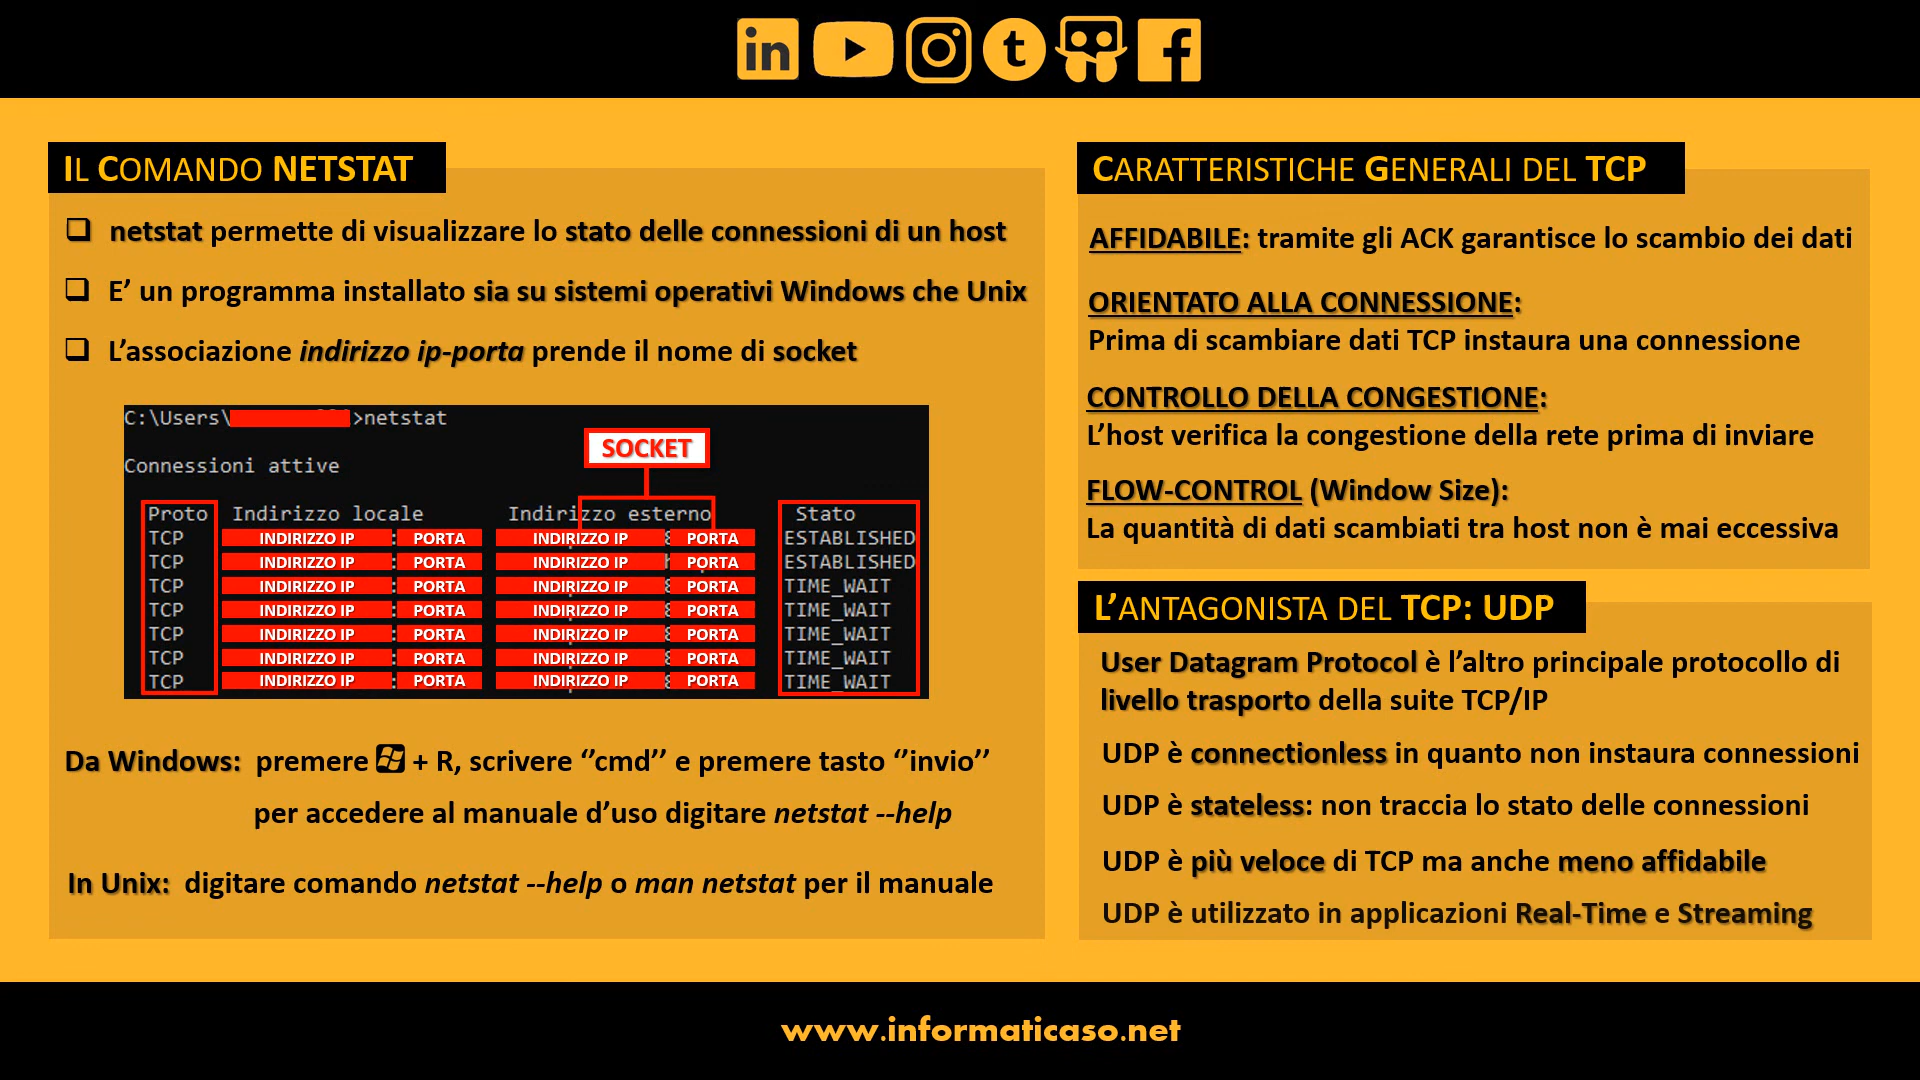 IL COMANDO NETSTAT
❑ netstat permette di visualizzare lo stato delle connessioni di un host
❑ E’ un programma installato sia su sistemi operativi Windows che Unix
❑ L’associazione indirizzo ip-porta prende il nome di socket
C:\Users\ >netstat
SOCKET
Connessioni attive
Proto Indirizzo locale Indirizzo esterno Stato
TCP INDIRIZZO IP : PORTA INDIRIZZO IP PORTA ESTABLISHED
TCP INDIRIZZO IP : PORTA INDIRIZZO IP PORTA ESTABLISHED
TCP INDIRIZZO IP : PORTA INDIRIZZO IP PORTA TIME_WAIT
TCP INDIRIZZO IP : PORTA INDIRIZZO IP PORTA TIME_WAIT
TCP INDIRIZZO IP : PORTA INDIRIZZO IP PORTA TIME_WAIT
TCP INDIRIZZO IP : PORTA INDIRIZZO IP PORTA TIME_WAIT
TCP INDIRIZZO IP : PORTA INDIRIZZO IP PORTA TIME_WAIT
Da Windows: premere + R, scrivere ‘’cmd’’ e premere tasto ‘’invio’’
per accedere al manuale d’uso digitare netstat --help
In Unix: digitare comando netstat --help o man netstat per il manuale
CARATTERISTICHE GENERALI DEL TCP
AFFIDABILE: tramite gli ACK garantisce lo scambio dei dati
ORIENTATO ALLA CONNESSIONE:
Prima di scambiare dati TCP instaura una connessione
CONTROLLO DELLA CONGESTIONE:
L’host verifica la congestione della rete prima di inviare
FLOW-CONTROL (Window Size):
La quantità di dati scambiati tra host non è mai eccessiva
L’ANTAGONISTA DEL TCP: UDP
User Datagram Protocol è l’altro principale protocollo di
livello trasporto della suite TCP/IP
UDP è connectionless in quanto non instaura connessioni
UDP è stateless: non traccia lo stato delle connessioni
UDP è più veloce di TCP ma anche meno affidabile
UDP è utilizzato in applicazioni Real-Time e Streaming
www.informaticaso.net